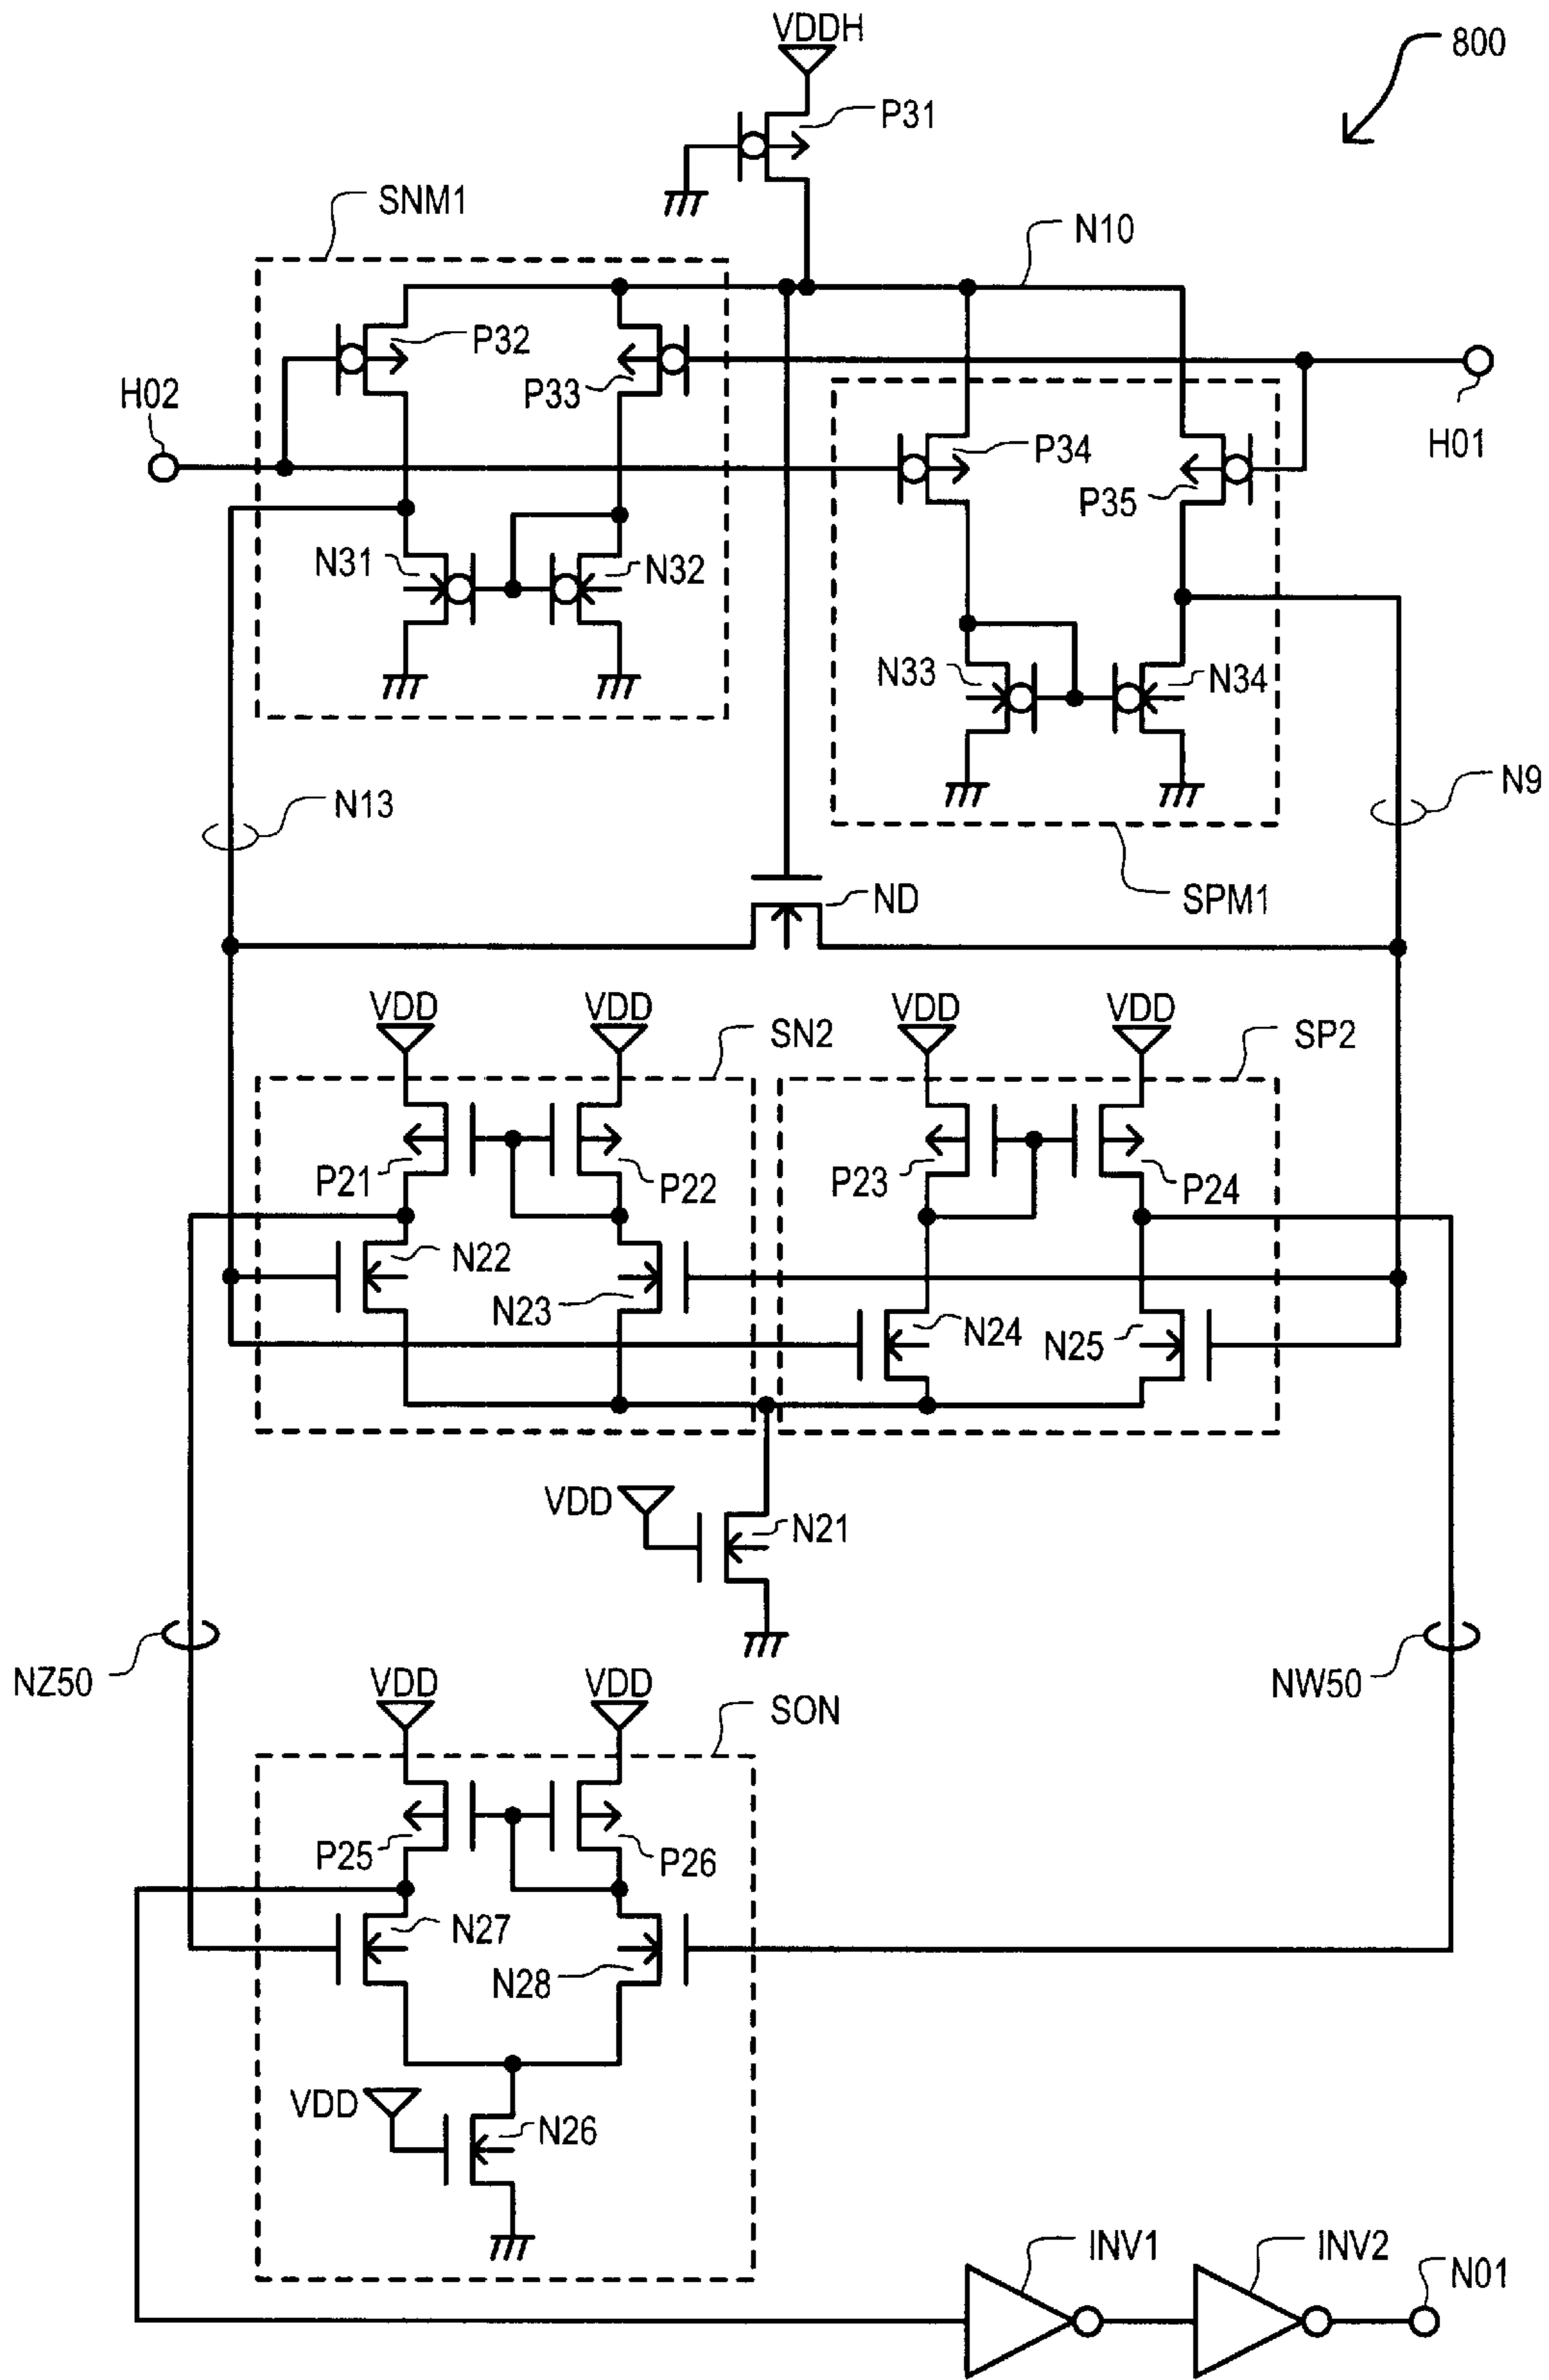 VDDH
800
P31
SNM1
N10
P32
P33
H02
P34
H01
P35
N31
N32
N33
N34
N13
N9
ND
SPM1
VDD
VDD
SN2
VDD
VDD
SP2
P21
P22
P23
P24
N22
N23
N24
N25
VDD
N21
NZ50
NW50
VDD
VDD
SON
P25
P26
N27
N28
VDD
N26
INV1
INV2
N01